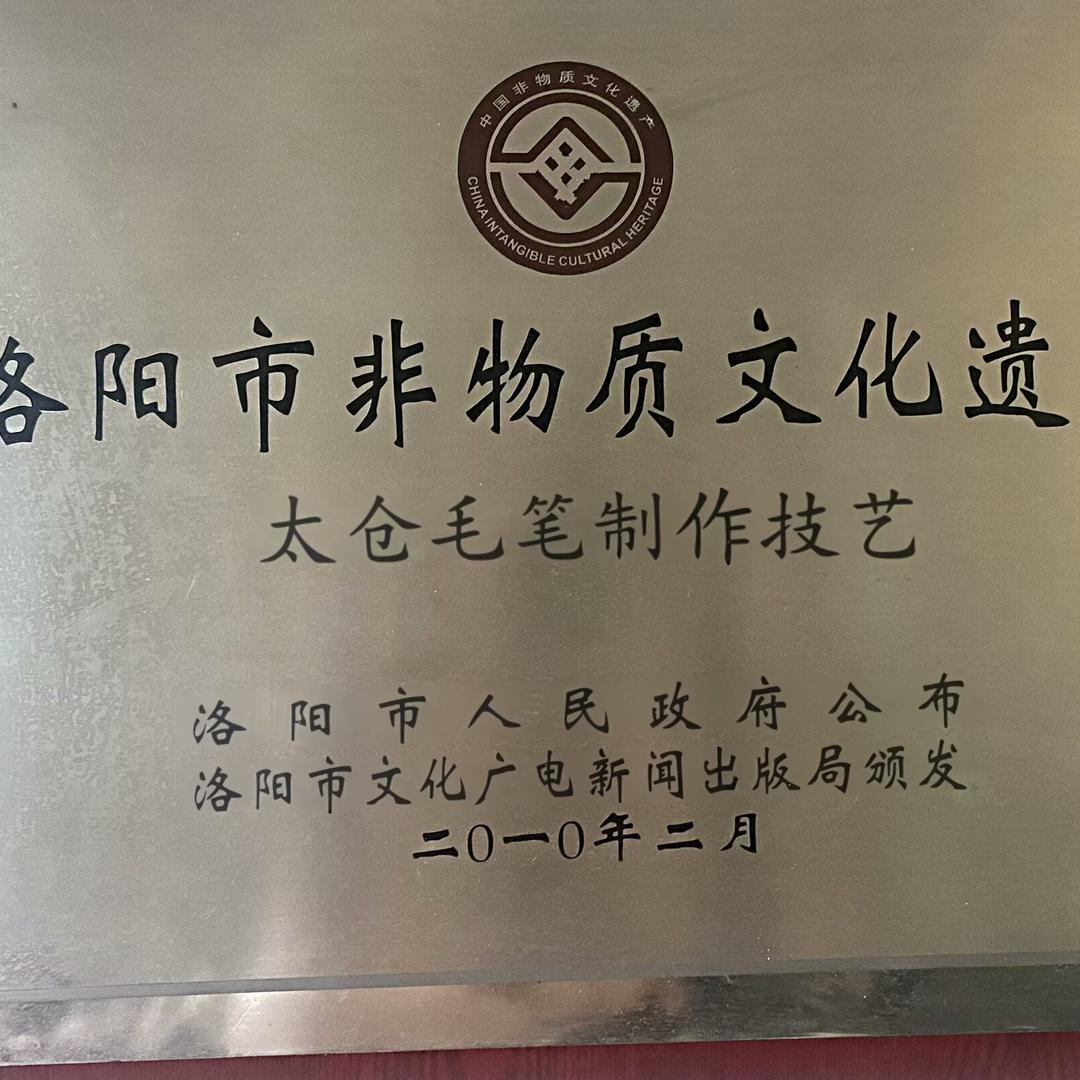 中国非物质文化遗产
CHINA INTANGIBLE CULTURAL HERITAGE
洛阳市非物质文化遗
太仓毛笔制作技艺
洛阳市人民政府公布
洛阳市文化广电新闻出版局颁发
二〇一〇年二月